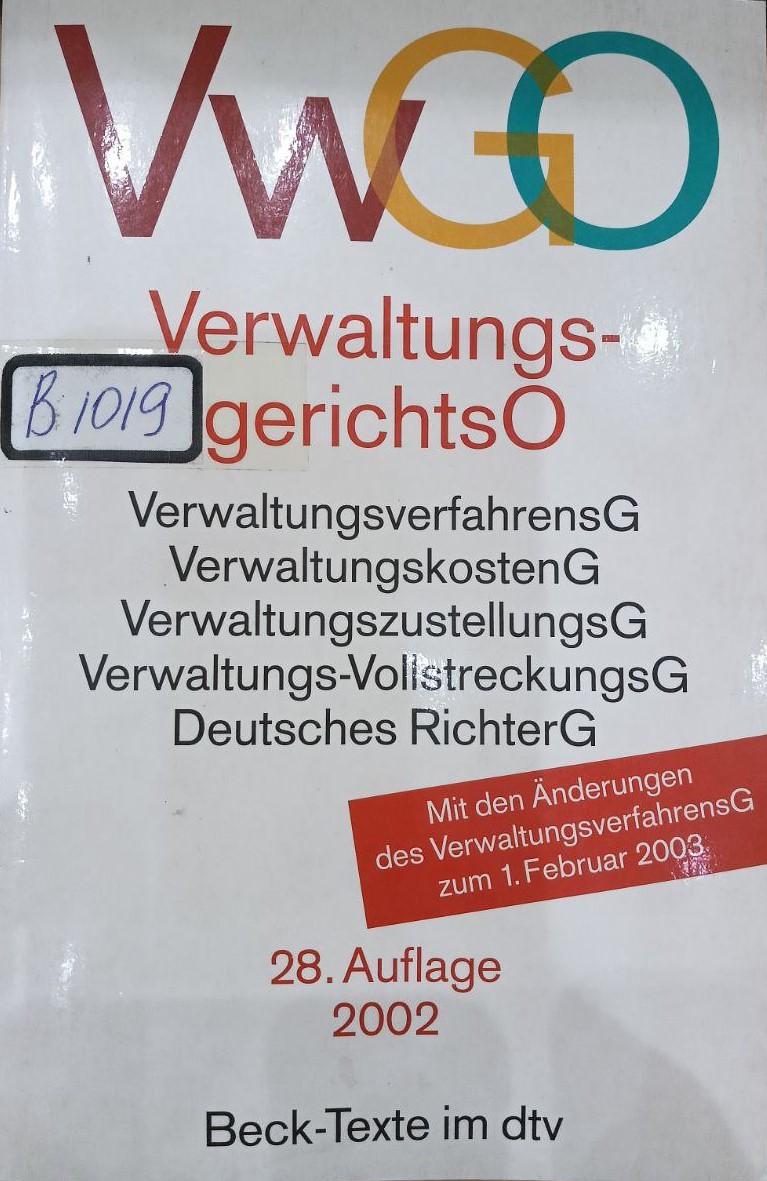 VwGO
Verwaltungs-
B 1019
gerichtsO
VerwaltungsverfahrensG
VerwaltungskostenG
VerwaltungszustellungsG
Verwaltungs-VollstreckungsG
Deutsches RichterG
Mit den Änderungen
des VerwaltungsverfahrensG
zum 1. Februar 2003
28. Auflage
2002
Beck-Texte im dtv